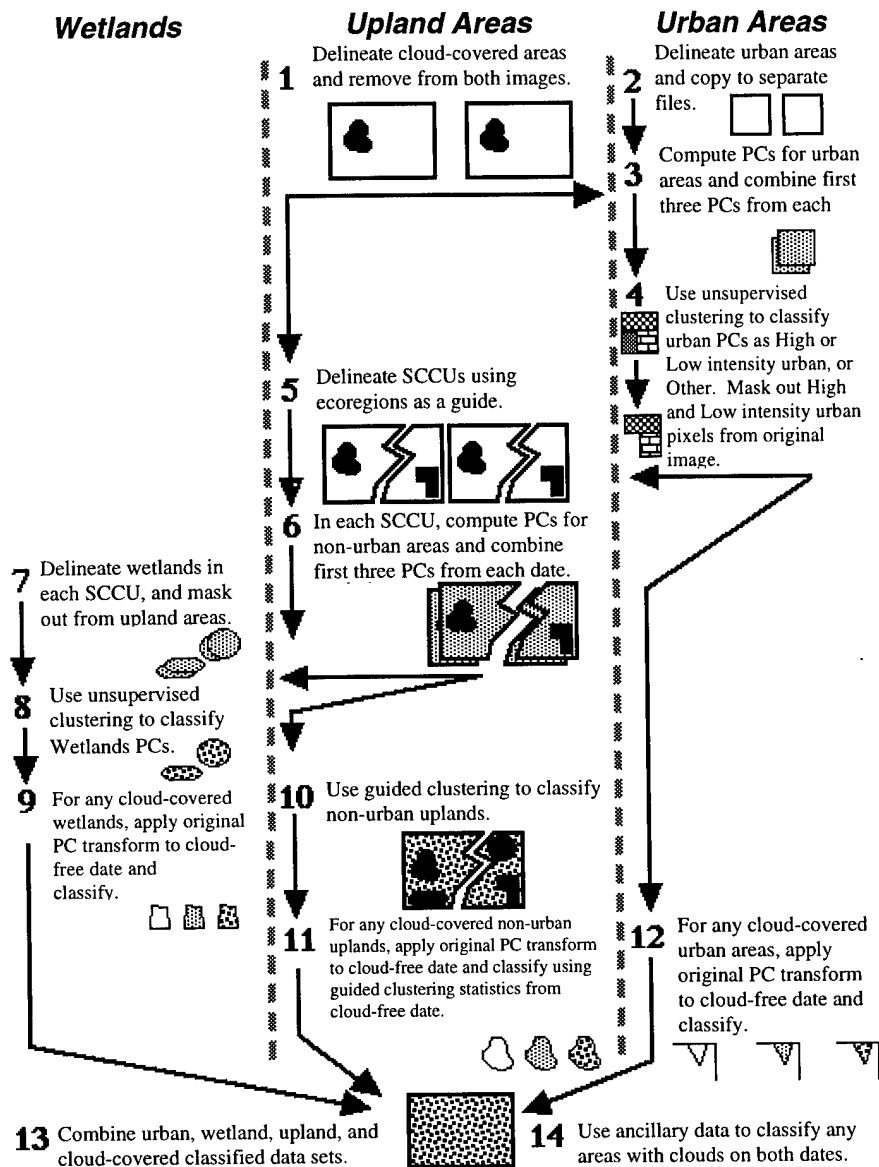 Wetlands
Upland Areas
Urban Areas
1
Delineate cloud-covered areas
and remove from both images.
2
Delineate urban areas
and copy to separate
files.
3
Compute PCs for urban
areas and combine first
three PCs from each
4
Use unsupervised
clustering to classify
urban PCs as High or
Low intensity urban, or
Other. Mask out High
and Low intensity urban
pixels from original
image.
5
Delineate SCCUs using
ecoregions as a guide.
6
In each SCCU, compute PCs for
non-urban areas and combine
first three PCs from each date.
7
Delineate wetlands in
each SCCU, and mask
out from upland areas.
8
Use unsupervised
clustering to classify
Wetlands PCs.
9
For any cloud-covered
wetlands, apply original
PC transform to cloud-
free date and
classify.
10
Use guided clustering to classify
non-urban uplands.
11
For any cloud-covered non-urban
uplands, apply original PC transform
to cloud-free date and classify using
guided clustering statistics from
cloud-free date.
12
For any cloud-covered
urban areas, apply
original PC transform
to cloud-free date and
classify.
13 Combine urban, wetland, upland, and
cloud-covered classified data sets.
14 Use ancillary data to classify any
areas with clouds on both dates.